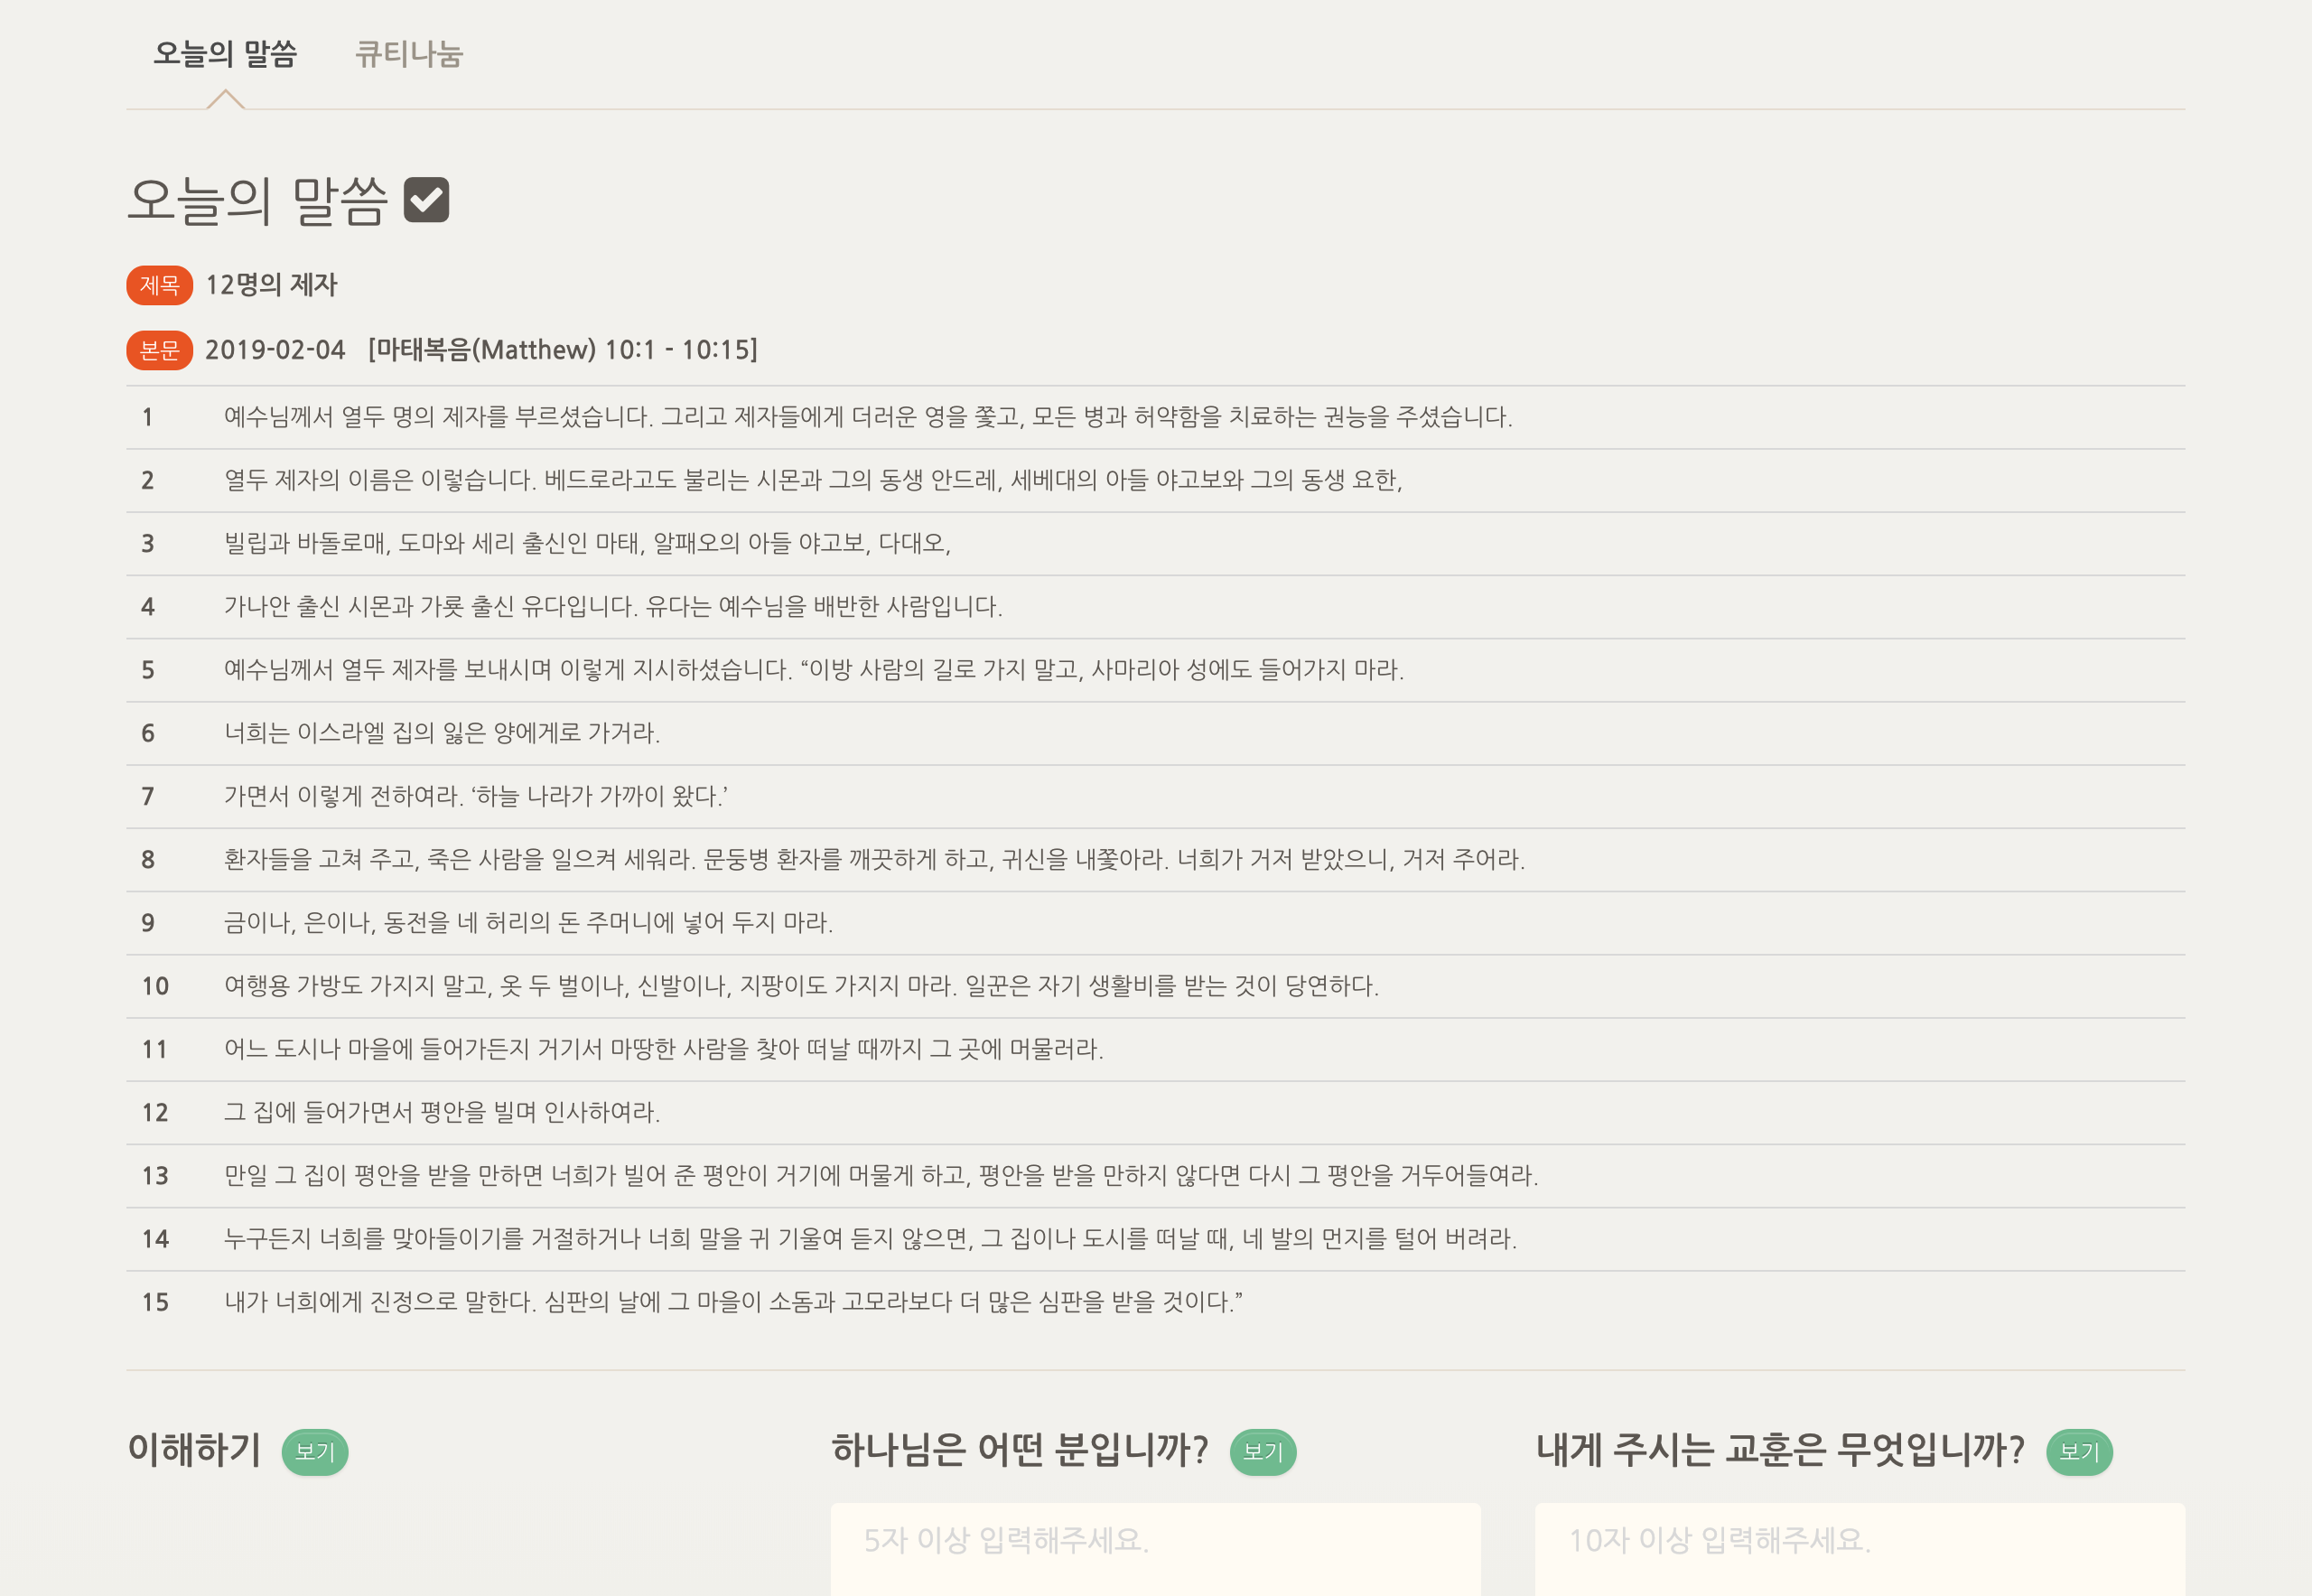 오늘의 말씀 큐티나눔
오늘의 말씀
제목 12명의 제자
본문 2019-02-04 [마태복음(Matthew) 10:1 - 10:15]
1 예수님께서 열두 명의 제자를 부르셨습니다. 그리고 제자들에게 더러운 영을 쫓고, 모든 병과 허약함을 치료하는 권능을 주셨습니다.
2 열두 제자의 이름은 이렇습니다. 베드로라고도 불리는 시몬과 그의 동생 안드레, 세베대의 아들 야고보와 그의 동생 요한,
3 빌립과 바돌로매, 도마와 세리 출신인 마태, 알패오의 아들 야고보, 다대오,
4 가나안 출신 시몬과 가룟 출신 유다입니다. 유다는 예수님을 배반한 사람입니다.
5 예수님께서 열두 제자를 보내시며 이렇게 지시하셨습니다. “이방 사람의 길로 가지 말고, 사마리아 성에도 들어가지 마라.
6 너희는 이스라엘 집의 잃은 양에게로 가거라.
7 가면서 이렇게 전하여라. ‘하늘 나라가 가까이 왔다.’
8 환자들을 고쳐 주고, 죽은 사람을 일으켜 세워라. 문둥병 환자를 깨끗하게 하고, 귀신을 내쫓아라. 너희가 거저 받았으니, 거저 주어라.
9 금이나, 은이나, 동전을 네 허리의 돈 주머니에 넣어 두지 마라.
10 여행용 가방도 가지지 말고, 옷 두 벌이나, 신발이나, 지팡이도 가지지 마라. 일꾼은 자기 생활비를 받는 것이 당연하다.
11 어느 도시나 마을에 들어가든지 거기서 마땅한 사람을 찾아 떠날 때까지 그 곳에 머물러라.
12 그 집에 들어가면서 평안을 빌며 인사하여라.
13 만일 그 집이 평안을 받을 만하면 너희가 빌어 준 평안이 거기에 머물게 하고, 평안을 받을 만하지 않다면 다시 그 평안을 거두어들여라.
14 누구든지 너희를 맞아들이기를 거절하거나 너희 말을 귀 기울여 듣지 않으면, 그 집이나 도시를 떠날 때, 네 발의 먼지를 털어 버려라.
15 내가 너희에게 진정으로 말한다. 심판의 날에 그 마을이 소돔과 고모라보다 더 많은 심판을 받을 것이다.”
이해하기 보기
하나님은 어떤 분입니까? 보기
5자 이상 입력해주세요.
내게 주시는 교훈은 무엇입니까? 보기
10자 이상 입력해주세요.